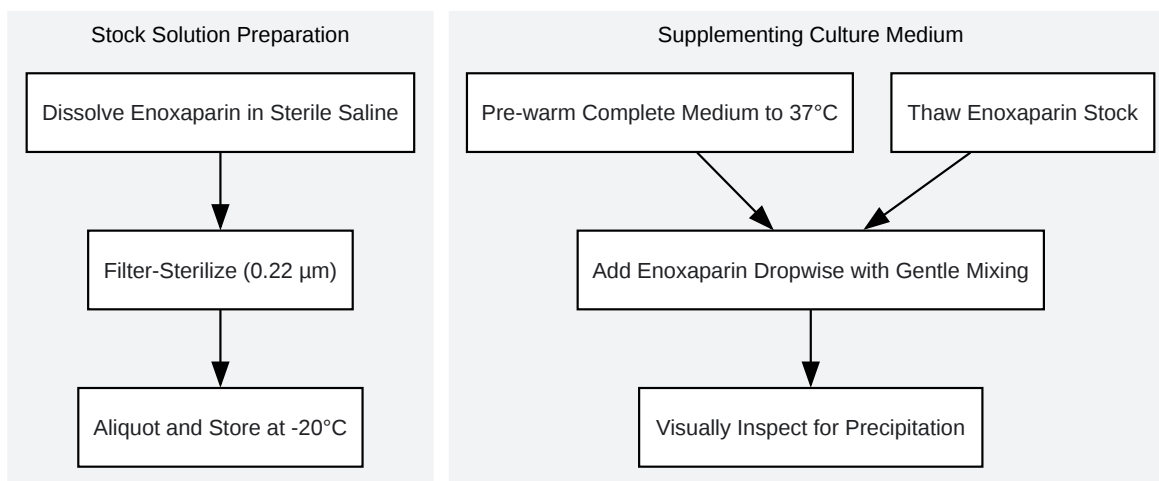 Stock Solution Preparation
Dissolve Enoxaparin in Sterile Saline
Filter-Sterilize (0.22 µm)
Aliquot and Store at -20°C
Supplementing Culture Medium
Pre-warm Complete Medium to 37°C
Thaw Enoxaparin Stock
Add Enoxaparin Dropwise with Gentle Mixing
Visually Inspect for Precipitation